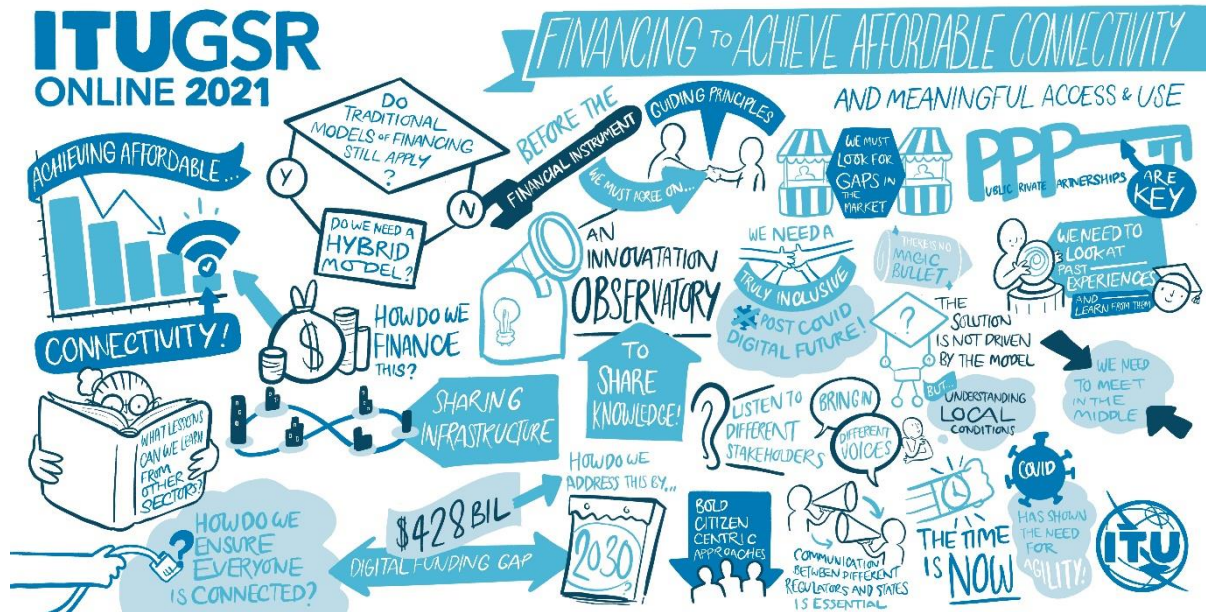 ITUGSR
ONLINE 2021
FINANCING TO ACHIEVE AFFORDABLE CONNECTIVITY
AND MEANINGFUL ACCESS & USE
ACHIEVING AFFORDABLE...
CONNECTIVITY!
DO
TRADITIONAL
MODELS OF FINANCING
STILL APPLY
?
Y
N
DO WE NEED A
HYBRID
MODEL?
BEFORE THE
FINANCIAL INSTRUMENT
WE MUST AGREE ON...
GUIDING PRINCIPLES
WE MUST
LOOK FOR
GAPS IN
THE
MARKET
PPP
PUBLIC PRIVATE PARTNERSHIPS
ARE
KEY
$
HOW DO WE
FINANCE
THIS?
AN
INNOVATATION
OBSERVATORY
TO
SHARE
KNOWLEDGE!
WE NEED A
TRULY INCLUSIVE
POST COVID
DIGITAL FUTURE!
THERE IS NO
MAGIC
BULLET
WE NEED TO
LOOK AT
PAST
EXPERIENCES
AND
LEARN FROM THEM
?
THE
SOLUTION
IS NOT DRIVEN
BY THE MODEL
BUT...
UNDERSTANDING
LOCAL
CONDITIONS
WE NEED
TO MEET
IN THE
MIDDLE
WHAT LESSONS
CAN WE LEARN
FROM
OTHER
SECTORS?
SHARING
INFRASTRUCTURE
?
LISTEN TO
DIFFERENT
STAKEHOLDERS
BRING IN
DIFFERENT
VOICES
?
HOW DO WE
ENSURE
EVERYONE
IS CONNECTED?
$428 BIL
DIGITAL FUNDING GAP
HOW DO WE
ADDRESS THIS BY...
2030
?
BOLD
CITIZEN
CENTRIC
APPROACHES
COMMUNICATION
BETWEEN DIFFERENT
REGULATORS AND STATES
IS ESSENTIAL
THE TIME
IS NOW
COVID
HAS SHOWN
THE NEED
FOR
AGILITY!
ITU